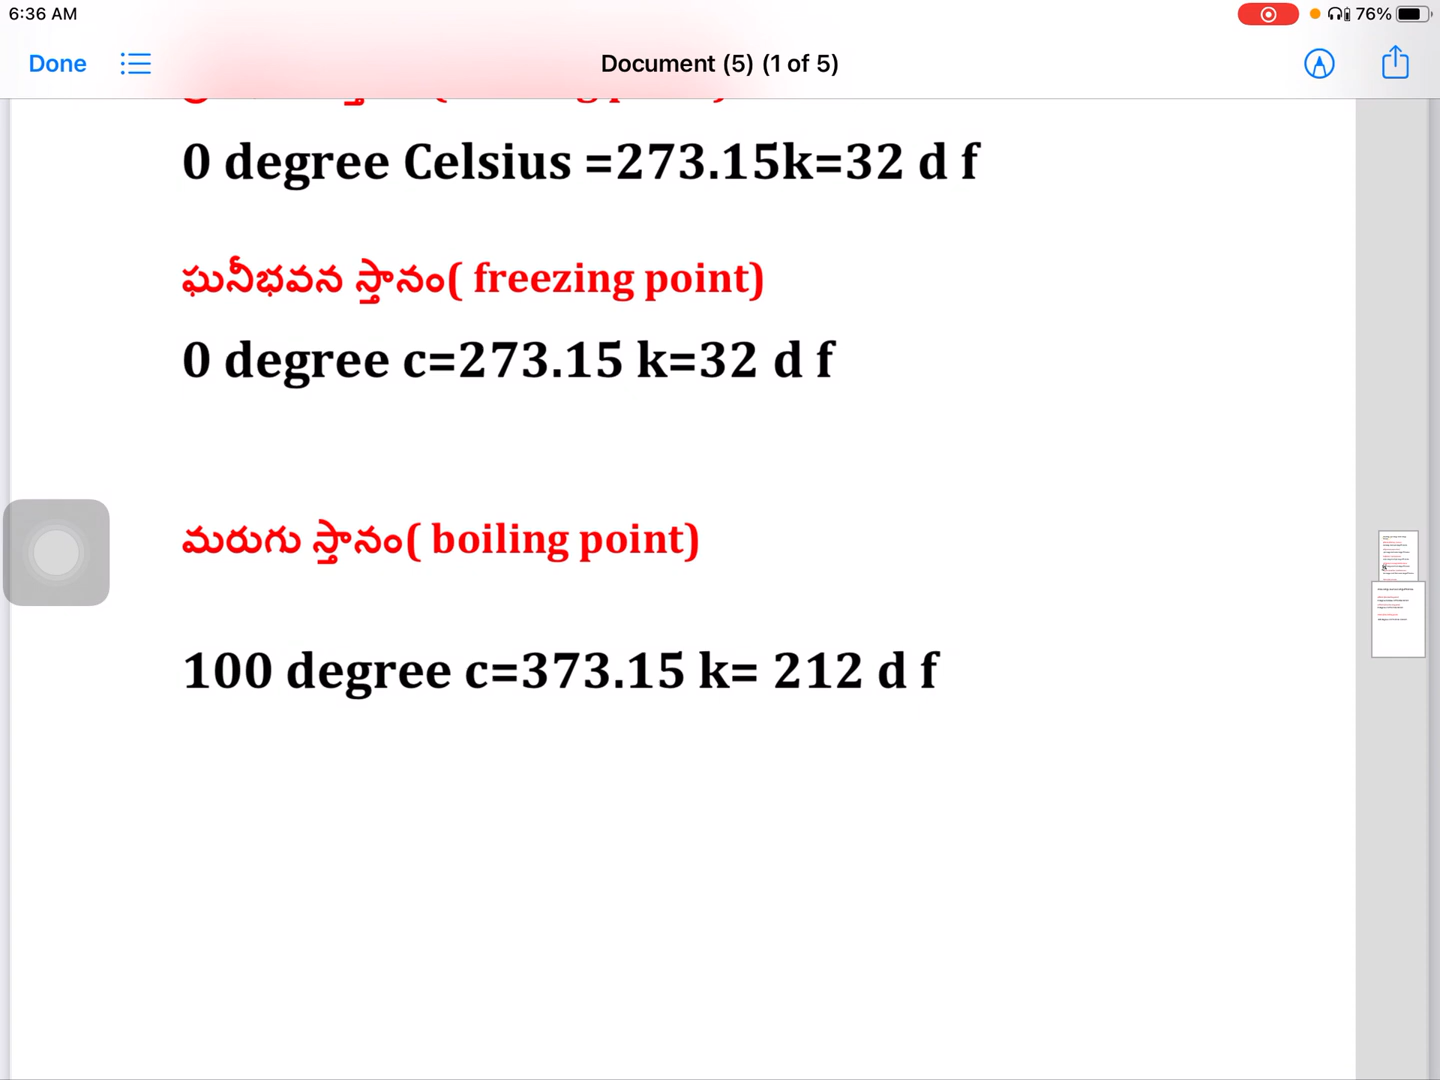 6:36 AM
76%
Done
Document (5) (1 of 5)
0 degree Celsius =273.15k=32 d f
ఘనీభవన స్తానం( freezing point)
0 degree c=273.15 k=32 d f
మరుగు స్తానం( boiling point)
100 degree c=373.15 k= 212 d f